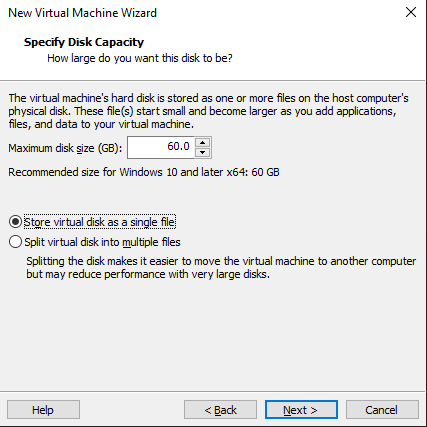 New Virtual Machine Wizard
Specify Disk Capacity
How large do you want this disk to be?
The virtual machine's hard disk is stored as one or more files on the host computer's
physical disk. These file(s) start small and become larger as you add applications,
files, and data to your virtual machine.
Maximum disk size (GB): 60.0
Recommended size for Windows 10 and later x64: 60 GB
Store virtual disk as a single file
Split virtual disk into multiple files
Splitting the disk makes it easier to move the virtual machine to another computer
but may reduce performance with very large disks.
Help < Back Next > Cancel